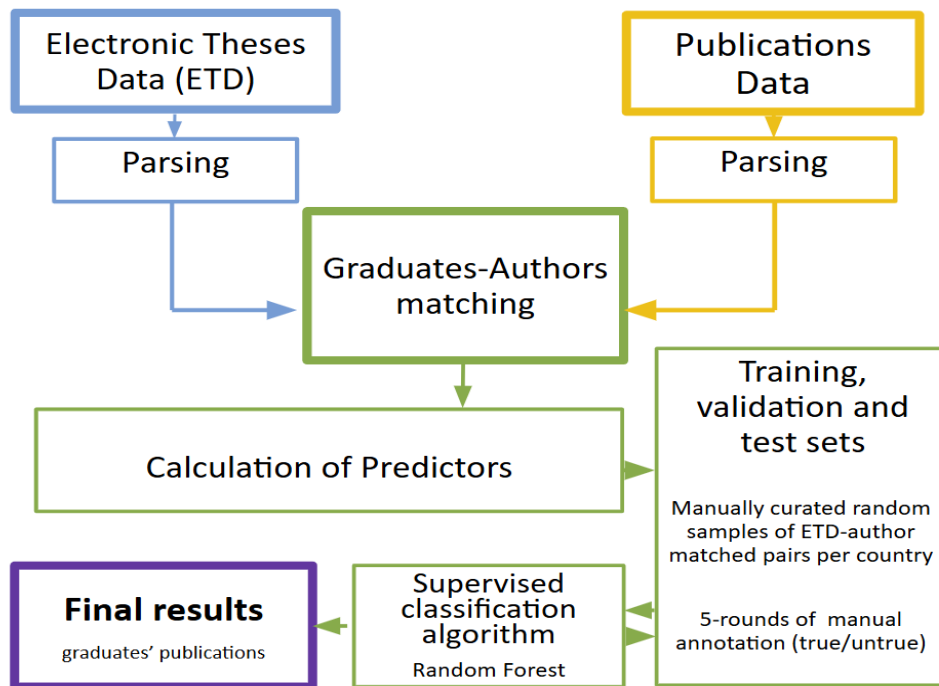 Electronic Theses
Data (ETD)
Publications
Data
Parsing
Parsing
Graduates-Authors
matching
Calculation of Predictors
Training,
validation and
test sets
Manually curated random
samples of ETD-author
matched pairs per country
5-rounds of manual
annotation (true/untrue)
Supervised
classification
algorithm
Random Forest
Final results
graduates’ publications